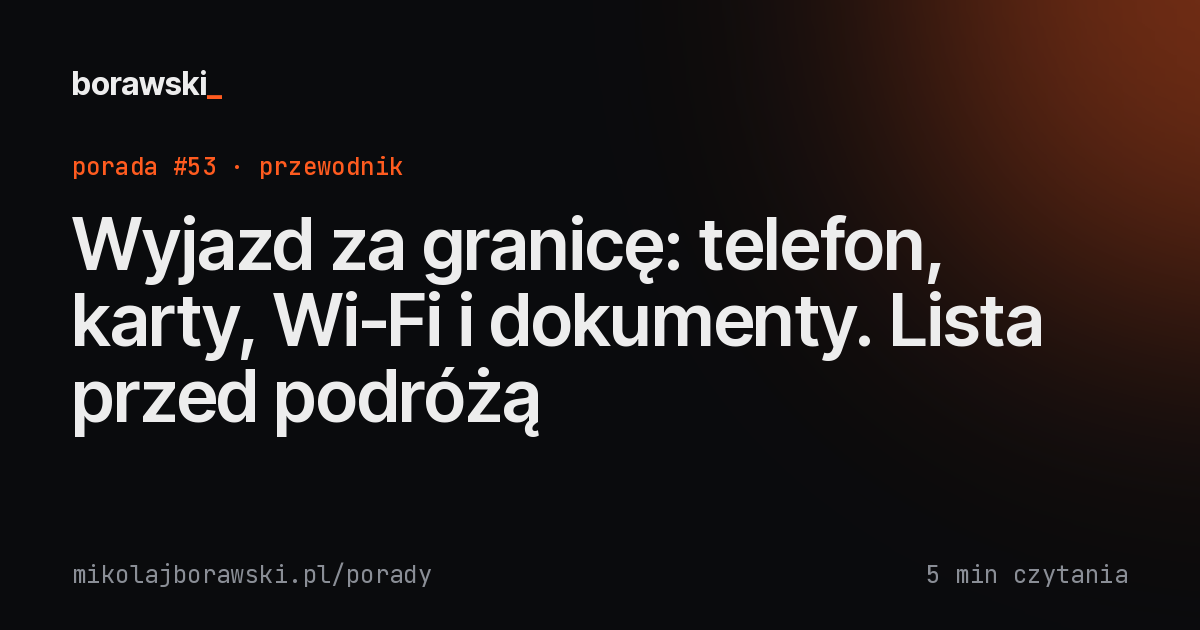 borawski_
porada #53 · przewodnik
Wyjazd za granicę: telefon,
karty, Wi-Fi i dokumenty. Lista
przed podróżą
mikolajborawski.pl/porady
5 min czytania